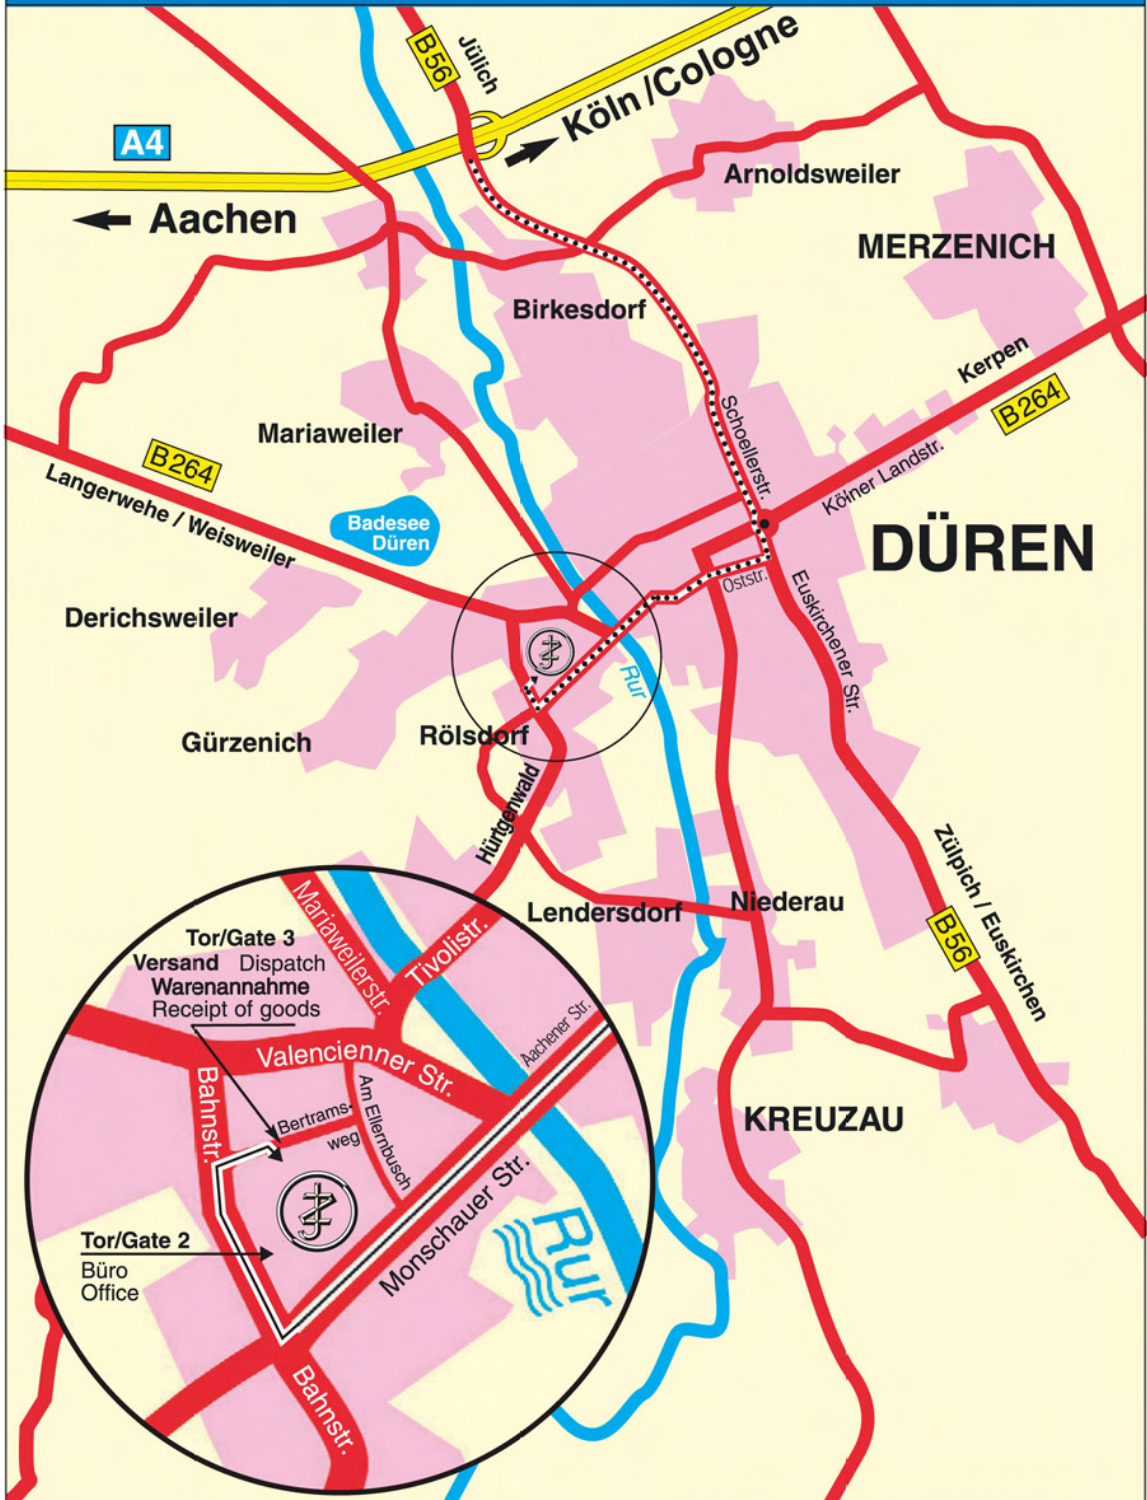 B56
Jülich
Köln /Cologne
A4
Aachen
Arnoldsweiler
MERZENICH
Birkesdorf
Kerpen
B264
Schoellerstr.
Mariaweiler
B264
Kölner Landstr.
Langerwehe / Weisweiler
Badesee
Düren
DÜREN
Oststr.
Derichsweiler
Euskirchener Str.
Rur
Gürzenich
Rölsdorf
Hürtgenwald
Zülpich / Euskirchen
B56
Lendersdorf
Niederau
KREUZAU
Mariaweilerstr.
Tivolistr.
Tor/Gate 3
Versand Dispatch
Warenannahme
Receipt of goods
Aachener Str.
Valencienner Str.
Bahnstr.
Am Ellernbusch
Bertrams-
weg
Monschauer Str.
Rur
Tor/Gate 2
Büro
Office
Bahnstr.